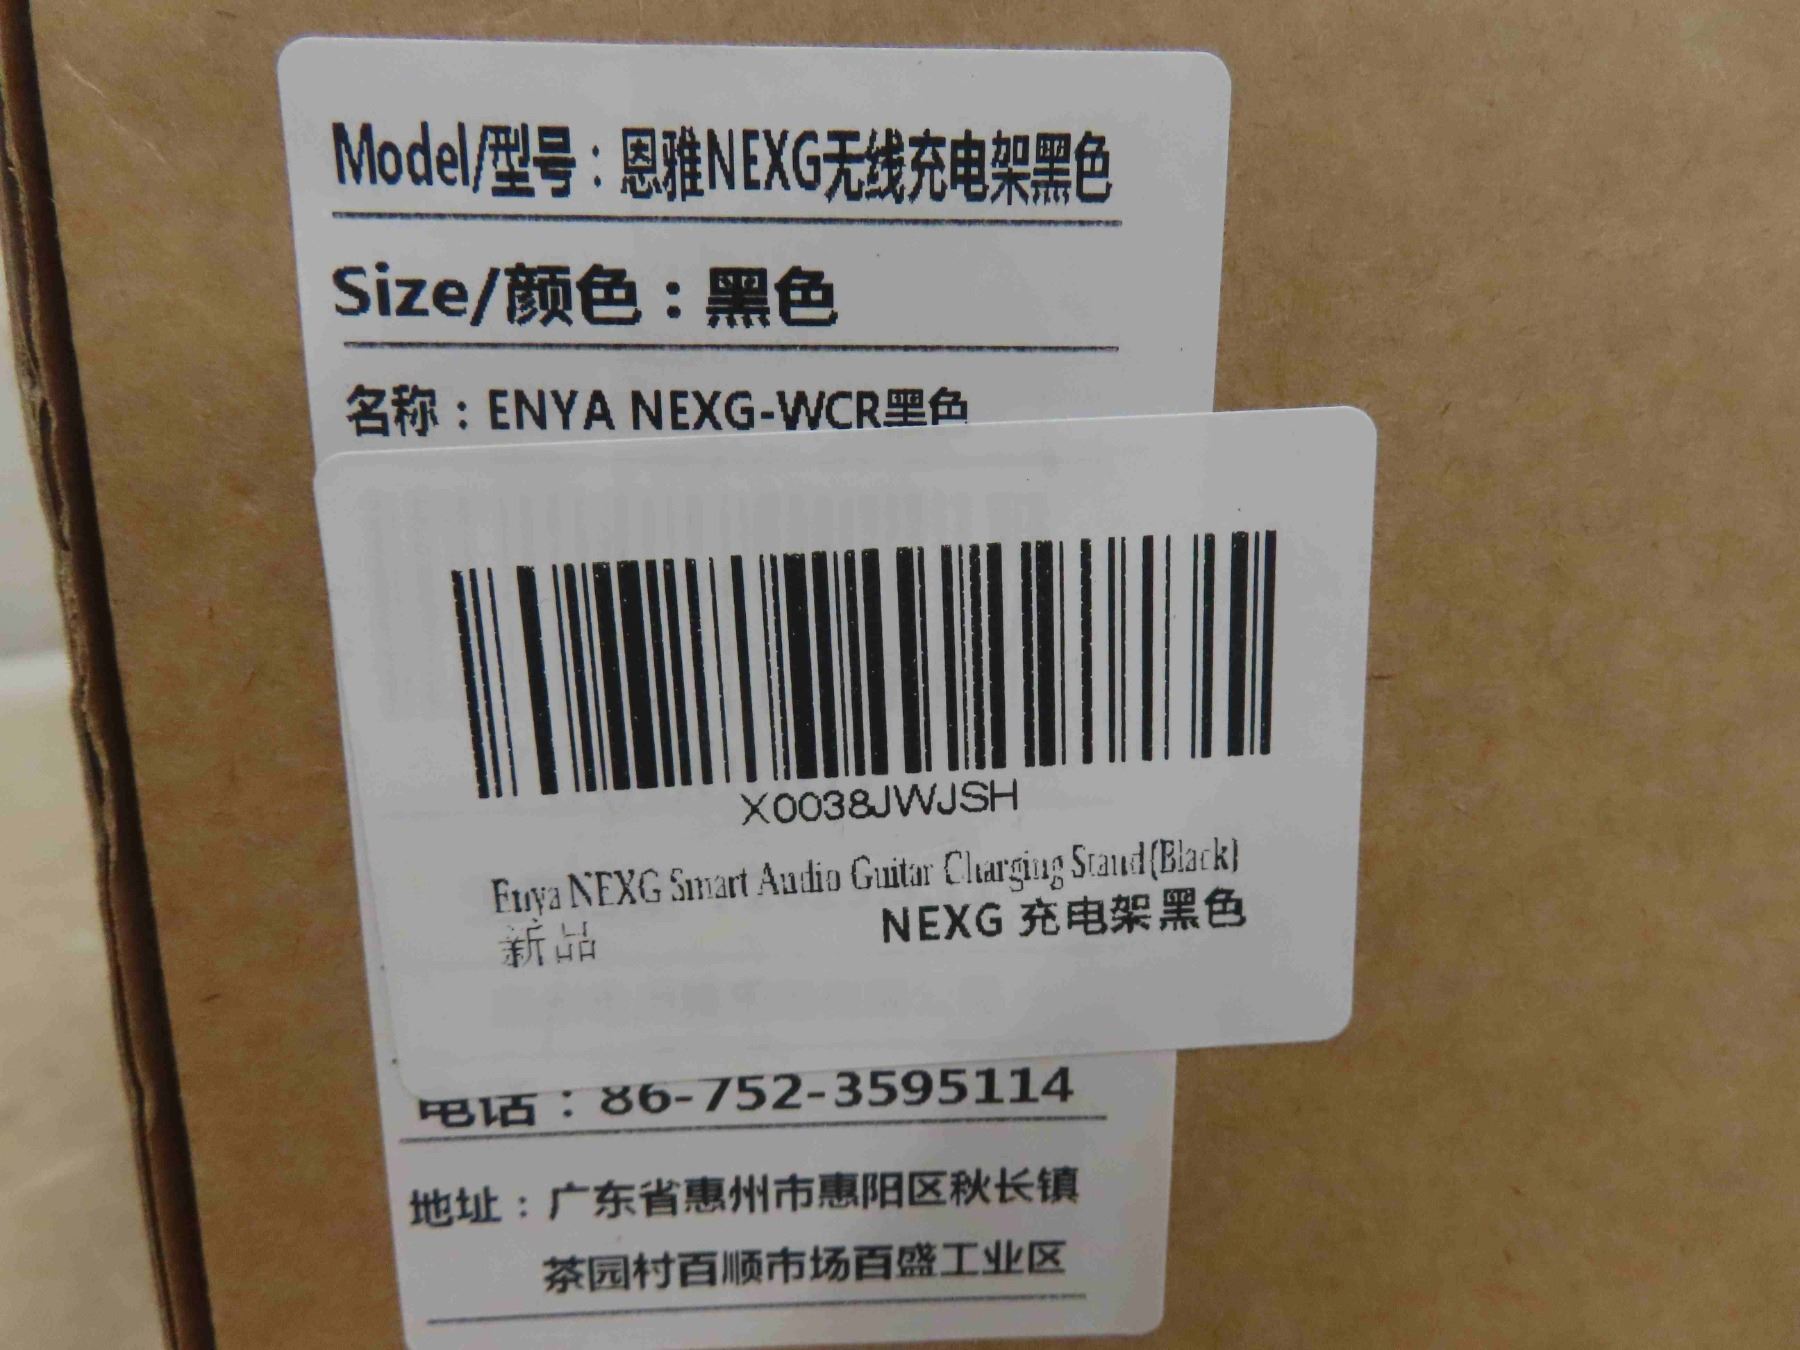 Model/型号：恩雅NEXG无线充电架黑色
Size/颜色：黑色
名称：ENYA NEXG-WCR黑色
X0038JWJSH
Enya NEXG Smart Audio Guitar Charging Stand(Black)
NEXG 充电架黑色
新品
电话：86-752-3595114
地址：广东省惠州市惠阳区秋长镇
茶园村百顺市场百盛工业区